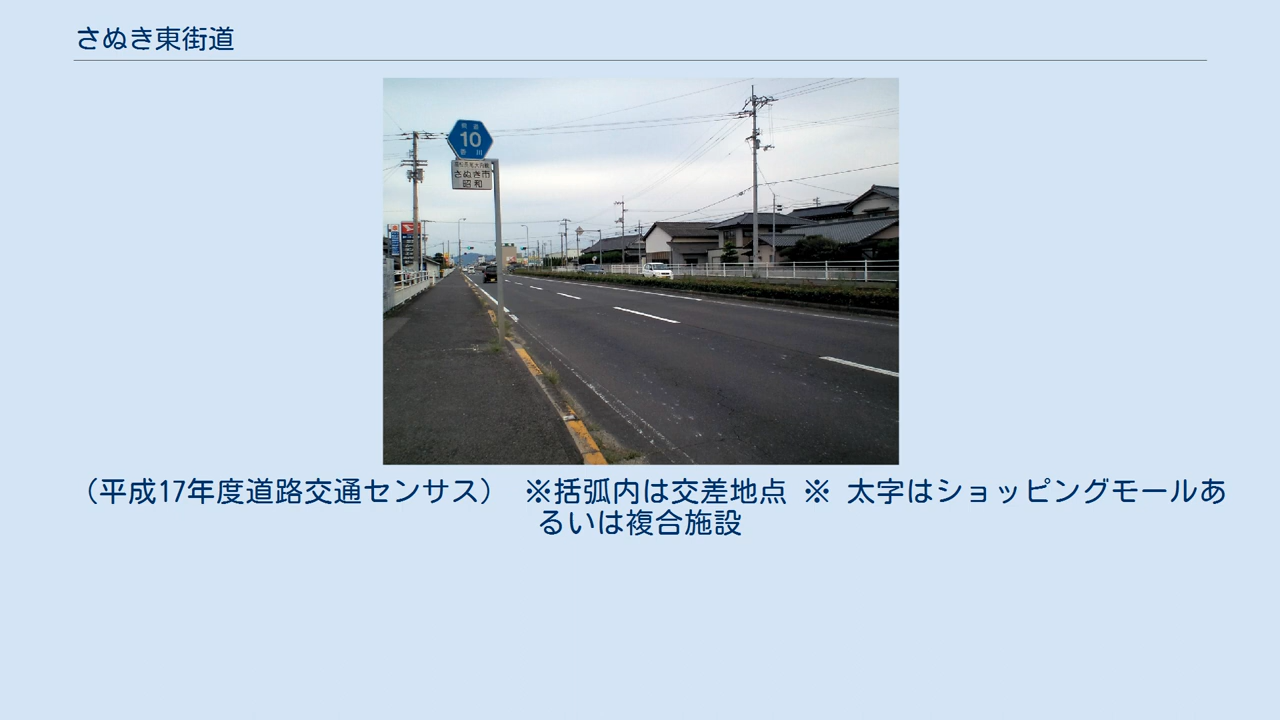 さぬき東街道
県道
10
香川
さぬき市
昭和
（平成17年度道路交通センサス） ※括弧内は交差地点 ※ 太字はショッピングモールあ
るいは複合施設